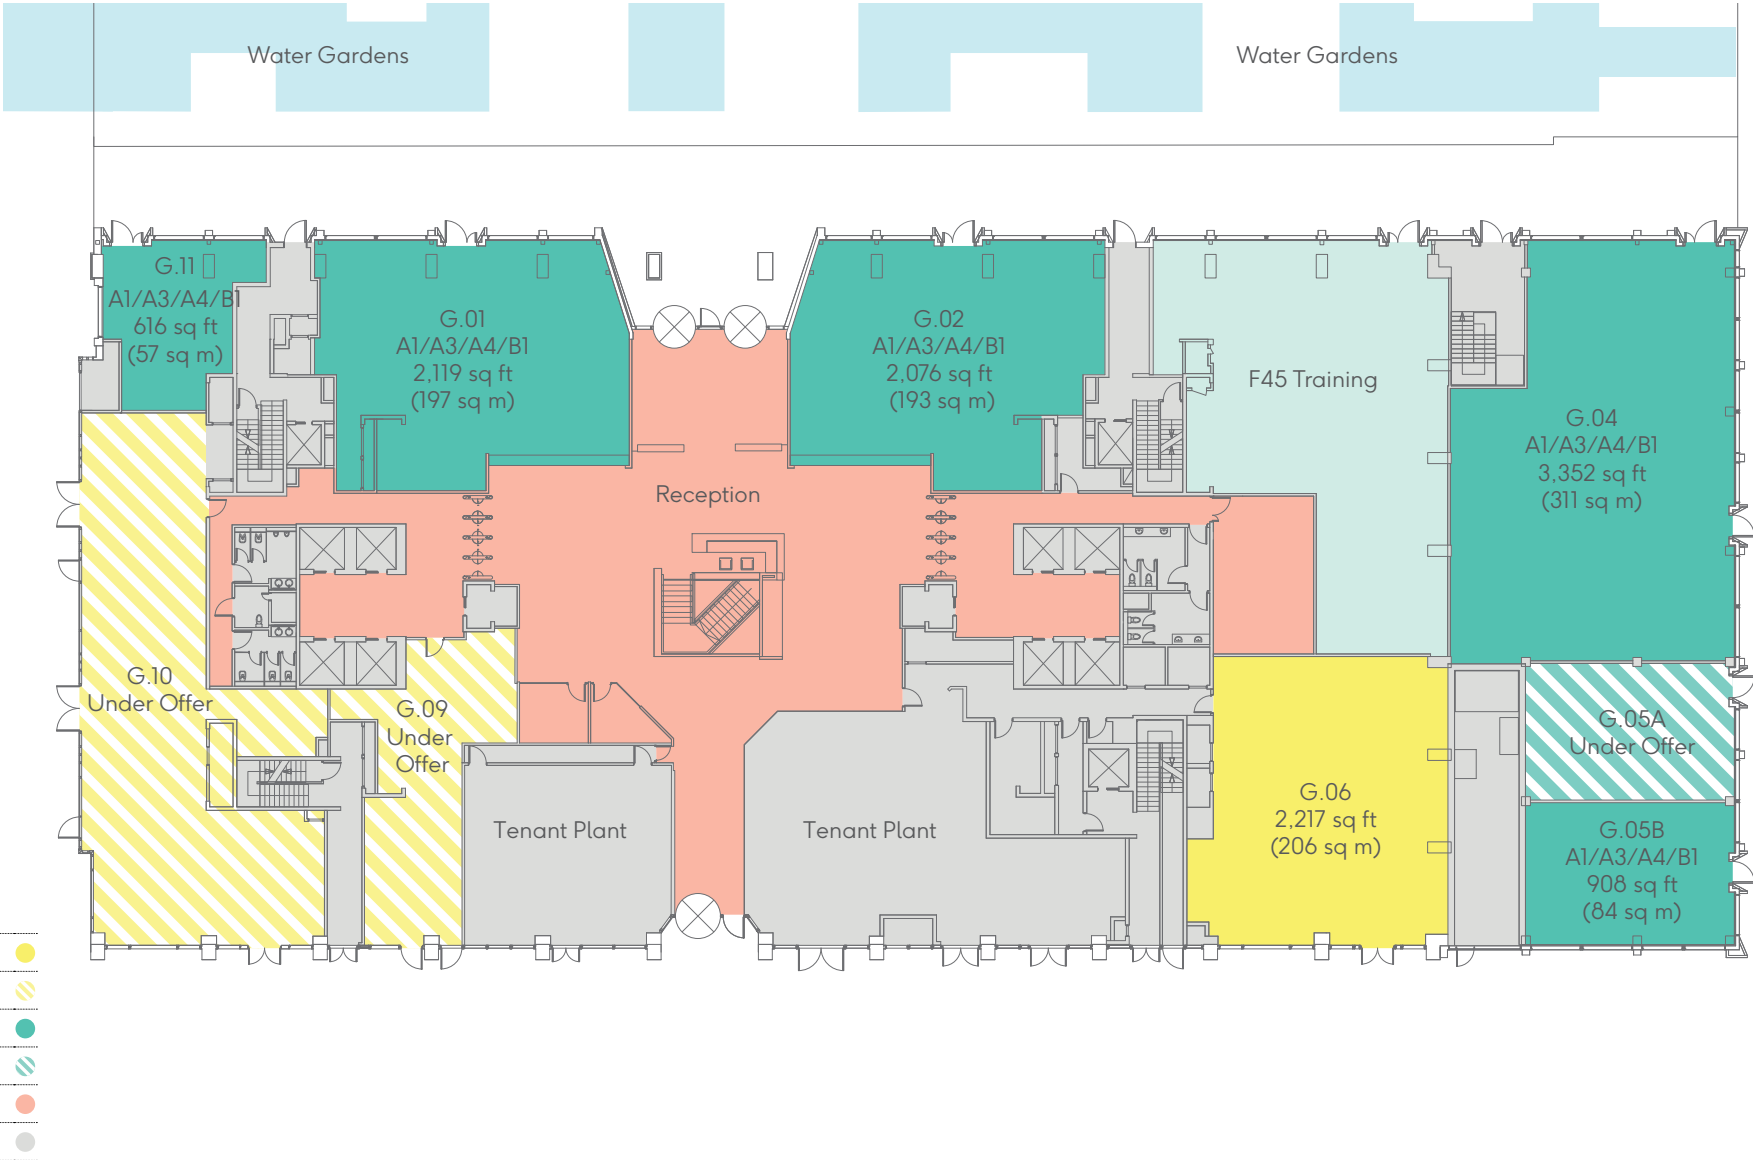 Water Gardens
Water Gardens
G.11
A1/A3/A4/B1
616 sq ft
(57 sq m)
G.01
A1/A3/A4/B1
2,119 sq ft
(197 sq m)
G.02
A1/A3/A4/B1
2,076 sq ft
(193 sq m)
F45 Training
G.04
A1/A3/A4/B1
3,352 sq ft
(311 sq m)
Reception
G.10
Under Offer
G.09
Under
Offer
G.05A
Under Offer
Tenant Plant
Tenant Plant
G.06
2,217 sq ft
(206 sq m)
G.05B
A1/A3/A4/B1
908 sq ft
(84 sq m)